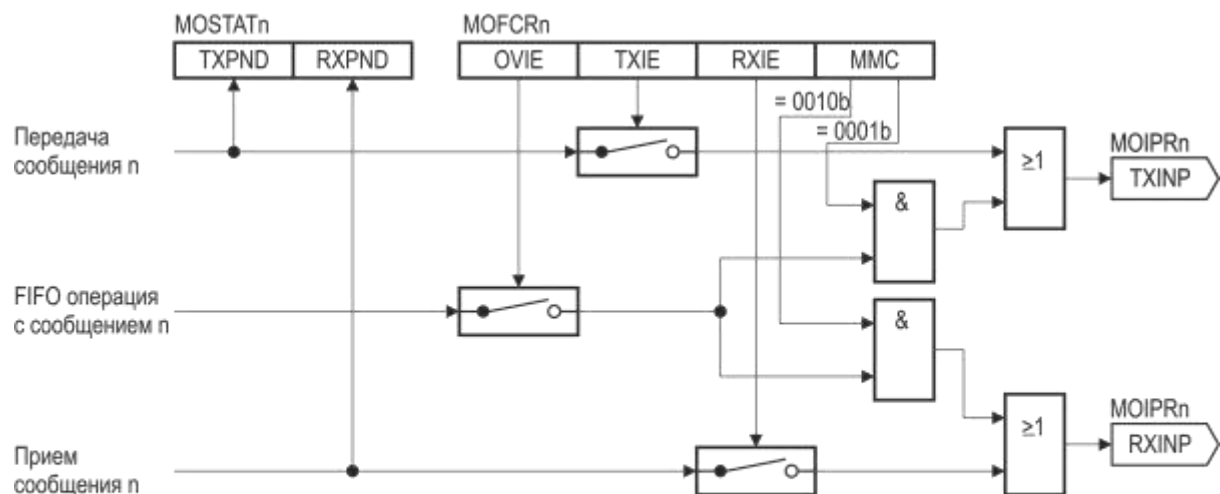 MOSTATn
MOFCRn
TXPND RXPND
OVIE TXIE RXIE MMC
= 0010b
= 0001b
Передача
сообщения n
≥1
MOIPRn
TXINP
&
FIFO операция
с сообщением n
&
≥1
MOIPRn
RXINP
Прием
сообщения n